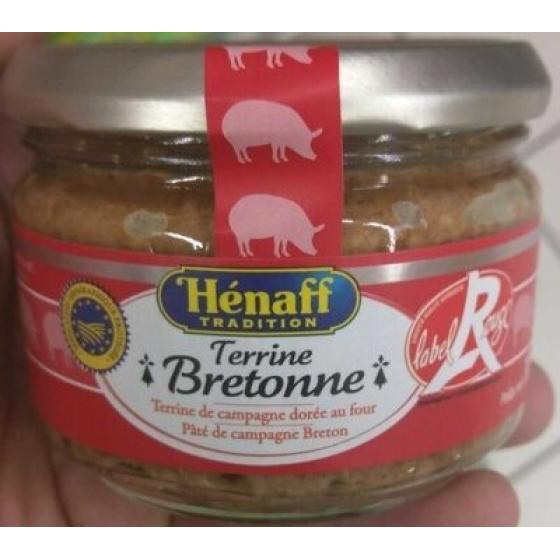 Hénaff
TRADITION
Terrine
Bretonne
Terrine de campagne dorée au four
Pâté de campagne Breton
label
Rouge